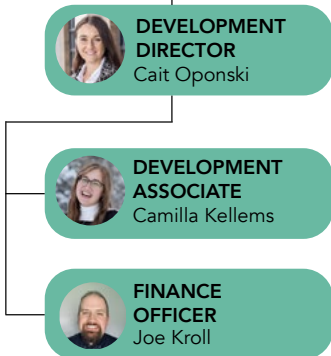 DEVELOPMENT
DIRECTOR
Cait Oponski
DEVELOPMENT
ASSOCIATE
Camilla Kellems
FINANCE
OFFICER
Joe Kroll